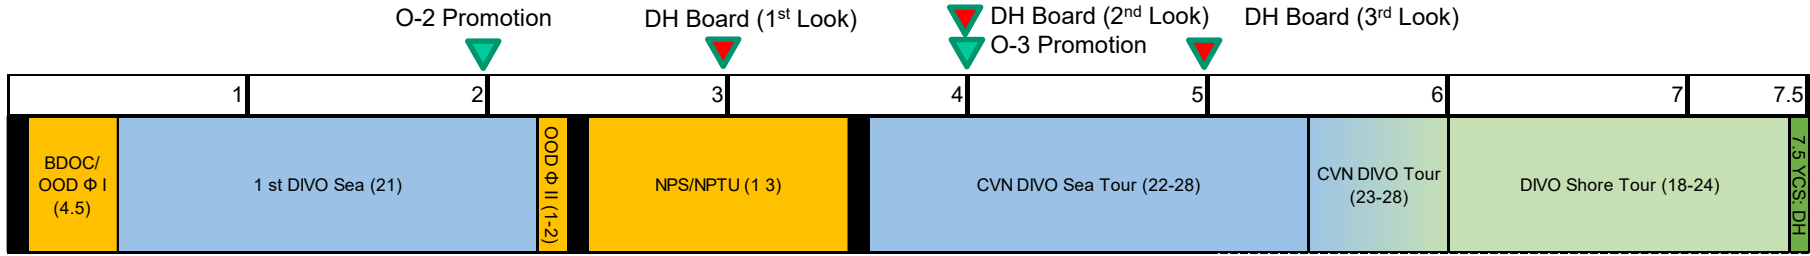 O-2 Promotion
DH Board (1st Look)
DH Board (2nd Look)
O-3 Promotion
DH Board (3rd Look)
1
2
3
4
5
6
7
7.5
BDOC/
OOD Φ I
(4.5)
1 st DIVO Sea (21)
OOD Φ II (1-2)
NPS/NPTU (1 3)
CVN DIVO Sea Tour (22-28)
CVN DIVO Tour
(23-28)
DIVO Shore Tour (18-24)
7.5 YCS: DH